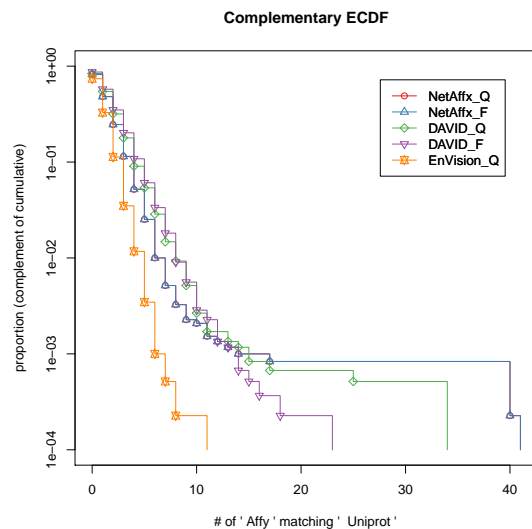 Complementary ECDF
proportion (complement of cumulative)
1e+00
1e-01
1e-02
1e-03
1e-04
NetAffx_Q
NetAffx_F
DAVID_Q
DAVID_F
EnVision_Q
0 10 20 30 40
# of ' Affy ' matching ' Uniprot '